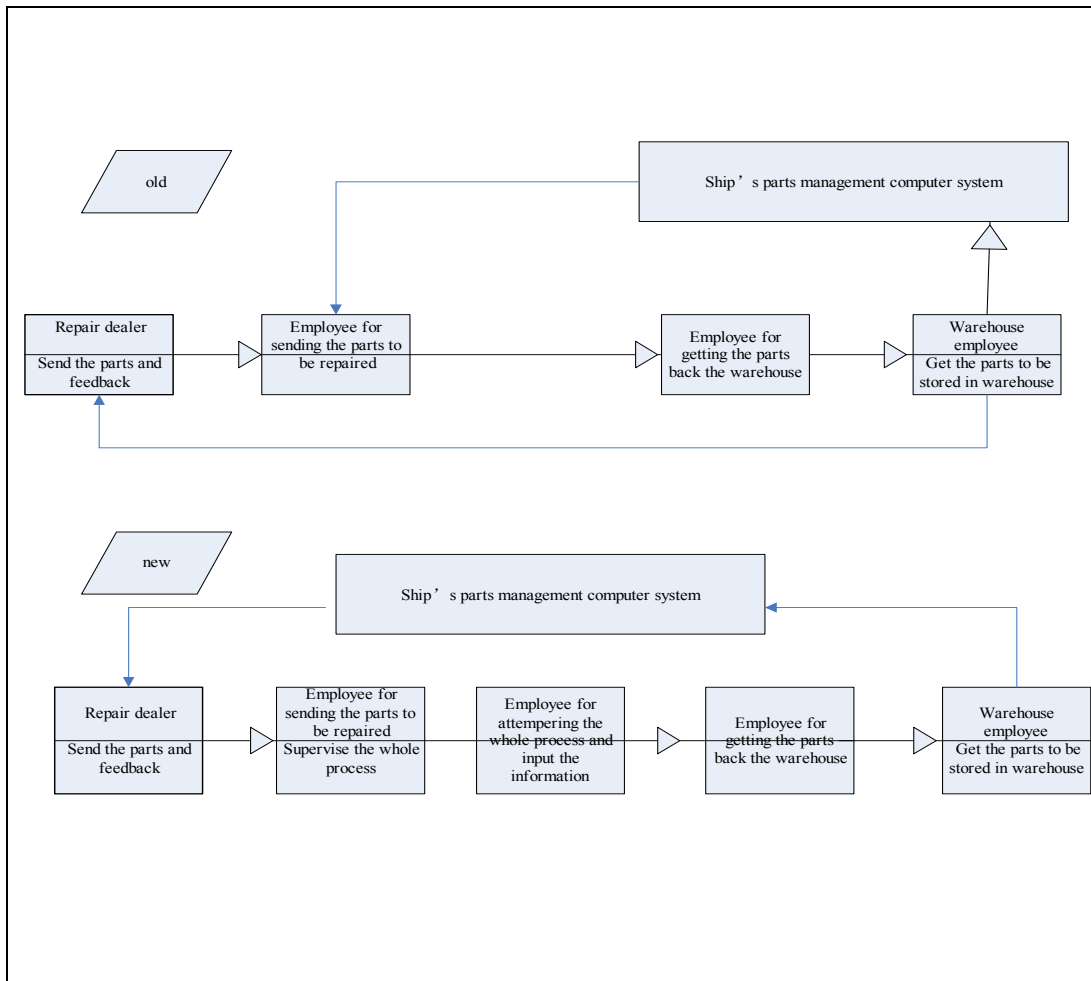 old
Ship’s parts management computer system
Repair dealer
Send the parts and
feedback
Employee for
sending the parts to
be repaired
Employee for
getting the parts
back the warehouse
Warehouse
employee
Get the parts to be
stored in warehouse
new
Ship’s parts management computer system
Repair dealer
Send the parts and
feedback
Employee for
sending the parts to
be repaired
Supervise the whole
process
Employee for
attempering the
whole process and
input the
information
Employee for
getting the parts
back the warehouse
Warehouse
employee
Get the parts to be
stored in warehouse